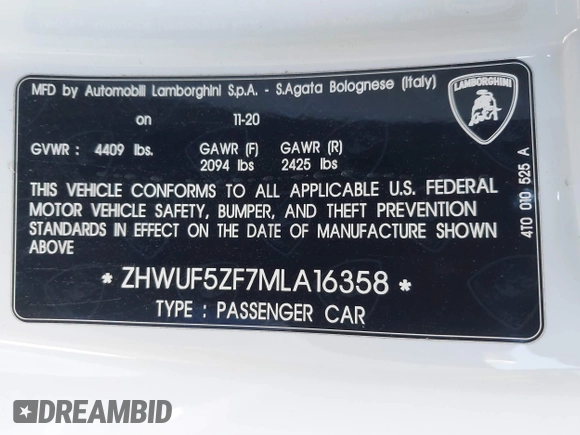 MFD by Automobili Lamborghini S.p.A. - S.Agata Bolognese (Italy)
on 11-20
GVWR : 4409 lbs. GAWR (F) GAWR (R)
2094 lbs 2425 lbs
THIS VEHICLE CONFORMS TO ALL APPLICABLE U.S. FEDERAL
MOTOR VEHICLE SAFETY, BUMPER, AND THEFT PREVENTION
STANDARDS IN EFFECT ON THE DATE OF MANUFACTURE SHOWN
ABOVE
* ZHWUF5ZF7MLA16358 *
TYPE : PASSENGER CAR
LAMBORGHINI
4T0 010 525 A
DREAMBID